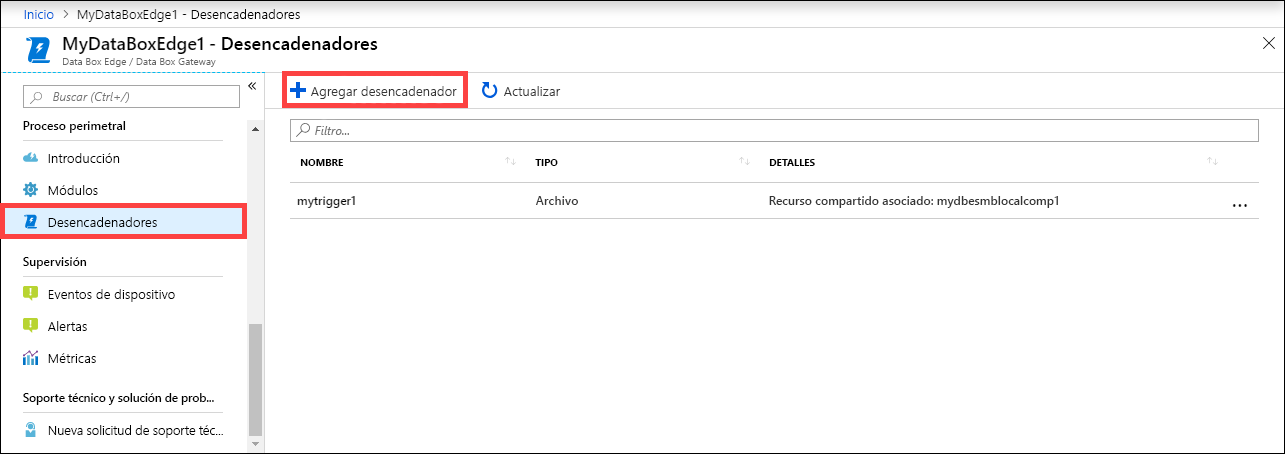 Inicio > MyDataBoxEdge1 - Desencadenadores
MyDataBoxEdge1 - Desencadenadores
Data Box Edge / Data Box Gateway
Buscar (Ctrl+/)
Proceso perimetral
Introducción
Módulos
Desencadenadores
Supervisión
Eventos de dispositivo
Alertas
Métricas
Soporte técnico y solución de prob...
Nueva solicitud de soporte téc...
Agregar desencadenador Actualizar
Filtro...
NOMBRE TIPO DETALLES
mytrigger1 Archivo Recurso compartido asociado: mydbesmblocalcomp1